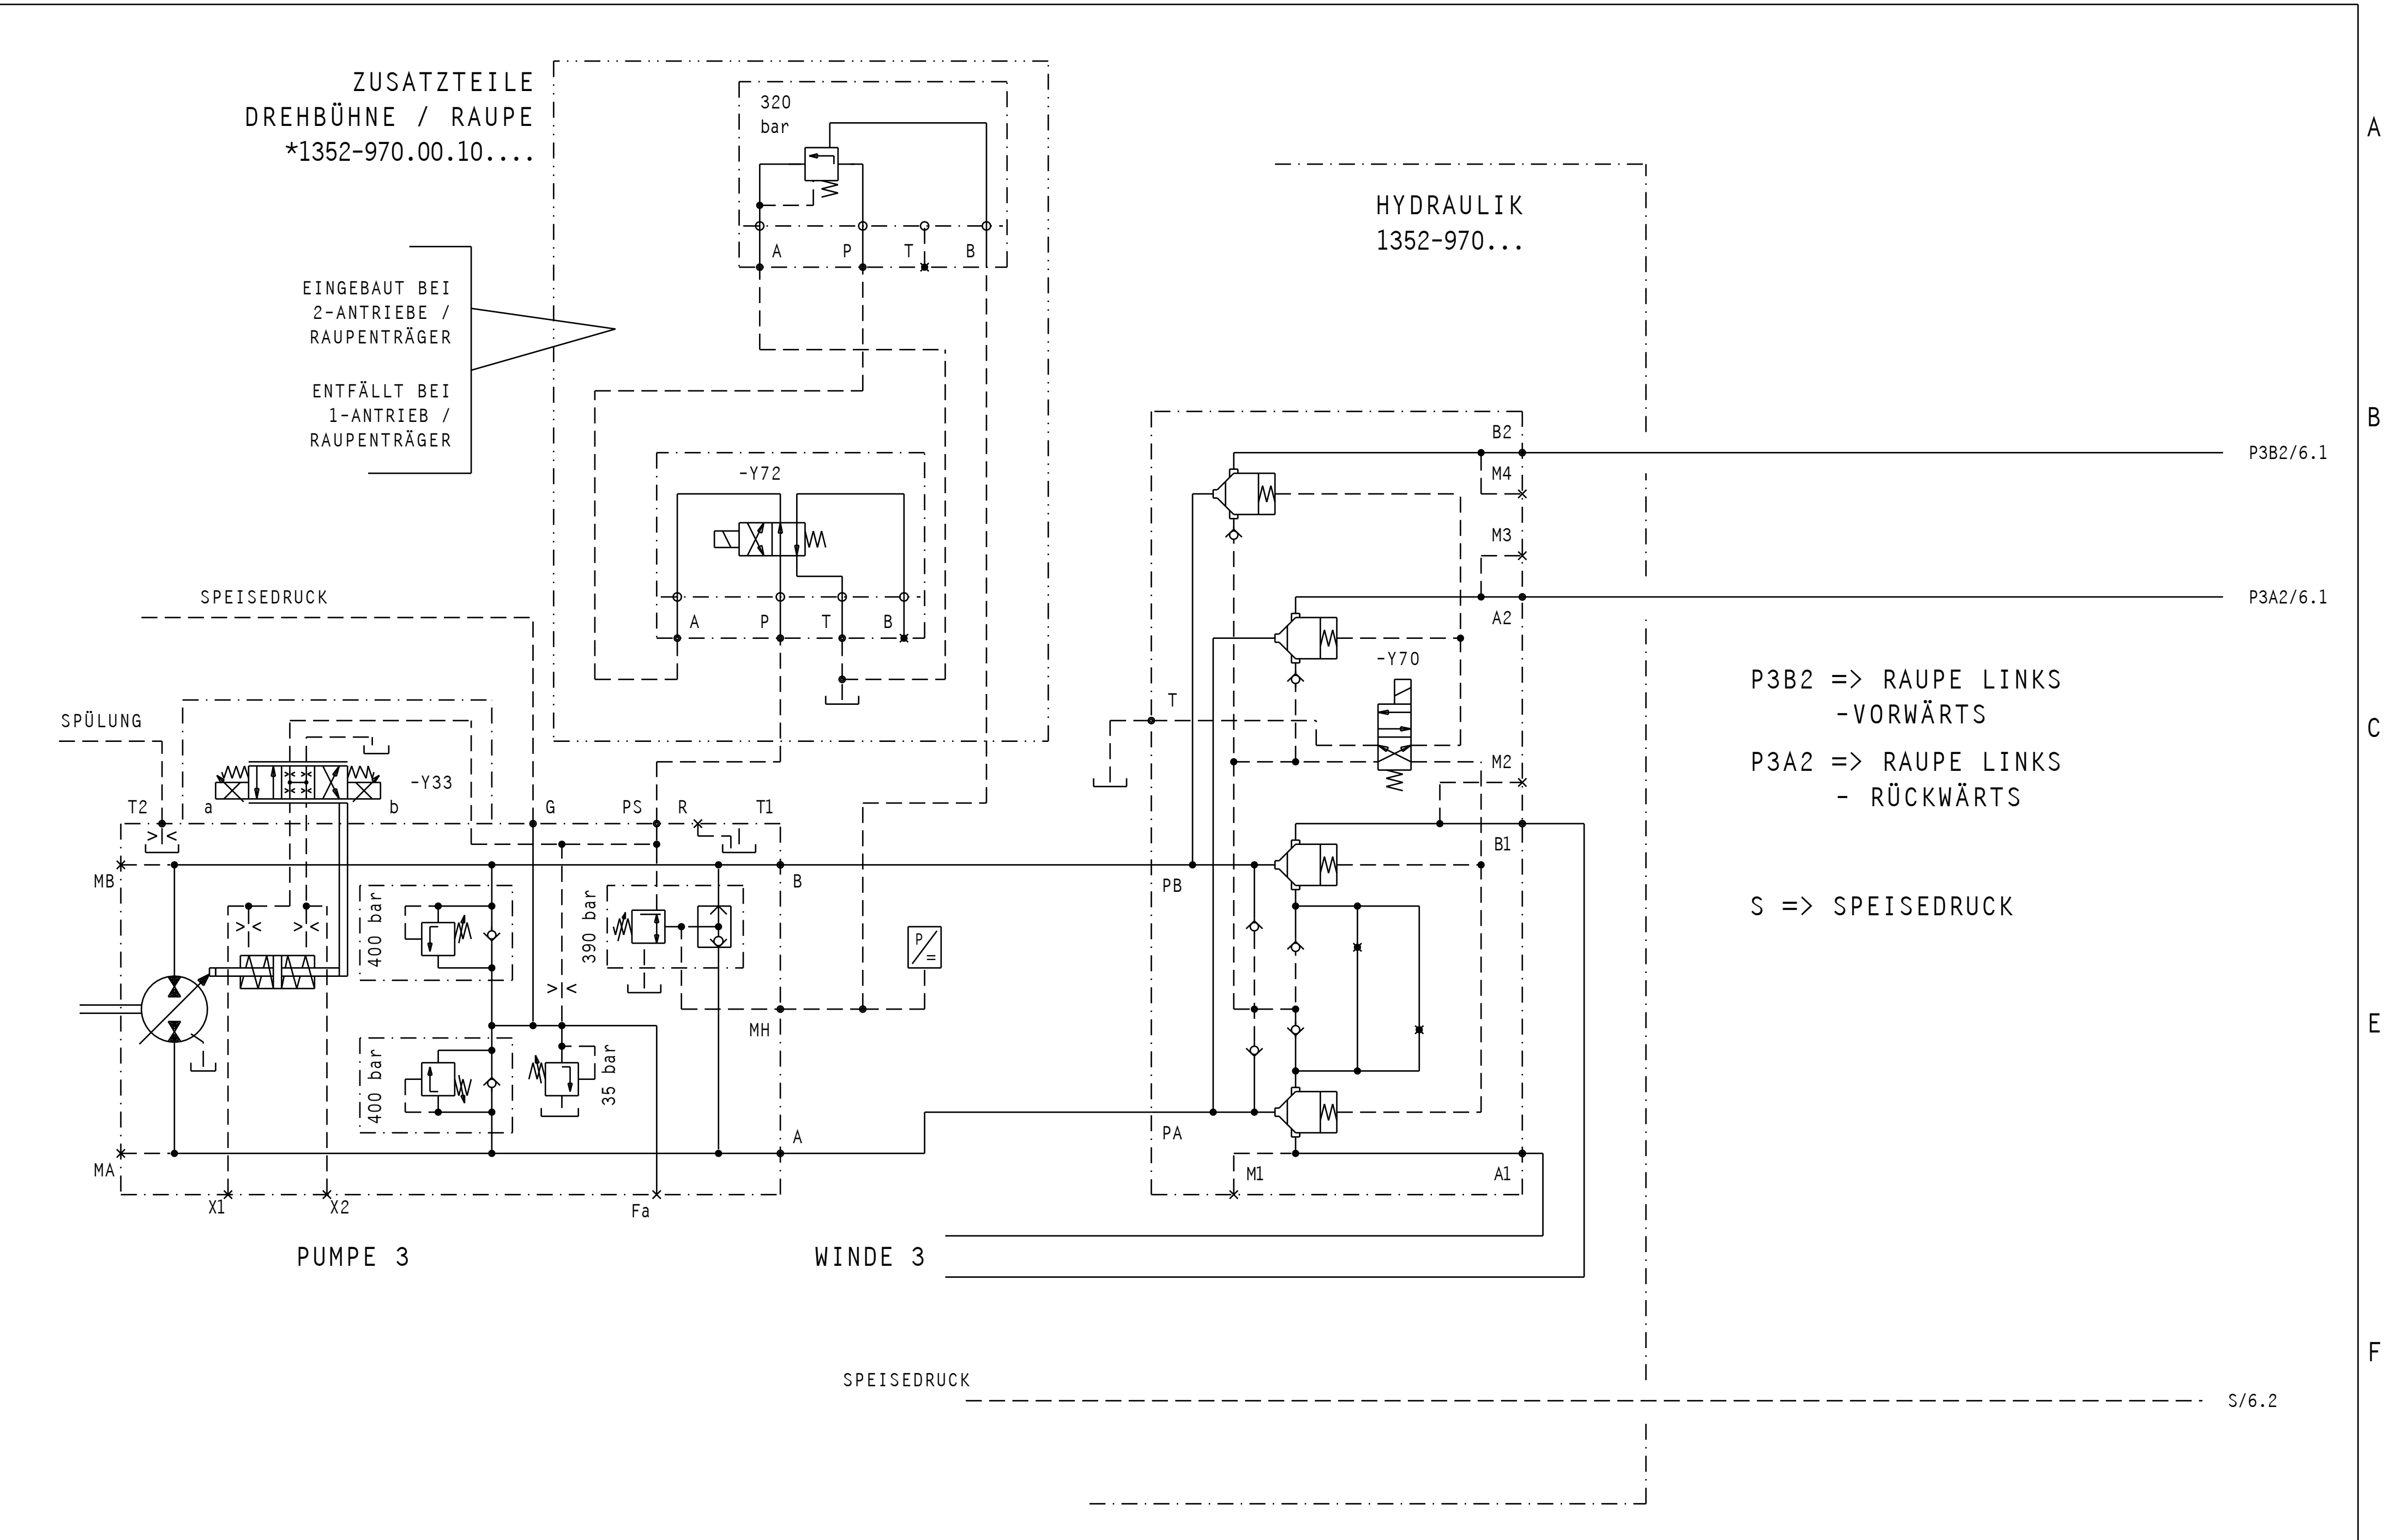 ZUSATZTEILE
DREHBÜHNE / RAUPE
*1352-970.00.10....
320
bar
A
P
T
B
A
HYDRAULIK
1352-970...
EINGEBAUT BEI
2-ANTRIEBE /
RAUPENTRÄGER
ENTFÄLLT BEI
1-ANTRIEB /
RAUPENTRÄGER
B
B2
P3B2/6.1
-Y72
M4
M3
SPEISEDRUCK
P3A2/6.1
A
P
T
B
A2
-Y70
P3B2 => RAUPE LINKS
-VORWÄRTS
T
SPÜLUNG
C
P3A2 => RAUPE LINKS
- RÜCKWÄRTS
M2
-Y33
T2
a
b
G
PS
R
T1
B1
MB
B
PB
400 bar
390 bar
P
=
S => SPEISEDRUCK
MH
E
400 bar
35 bar
A
PA
MA
M1
A1
X1
X2
Fa
PUMPE 3
WINDE 3
F
SPEISEDRUCK
S/6.2